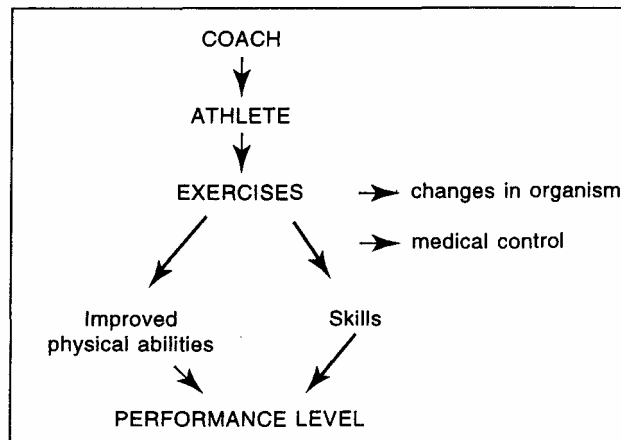 COACH
ATHLETE
EXERCISES
changes in organism
medical control
Improved
physical abilities
Skills
PERFORMANCE LEVEL